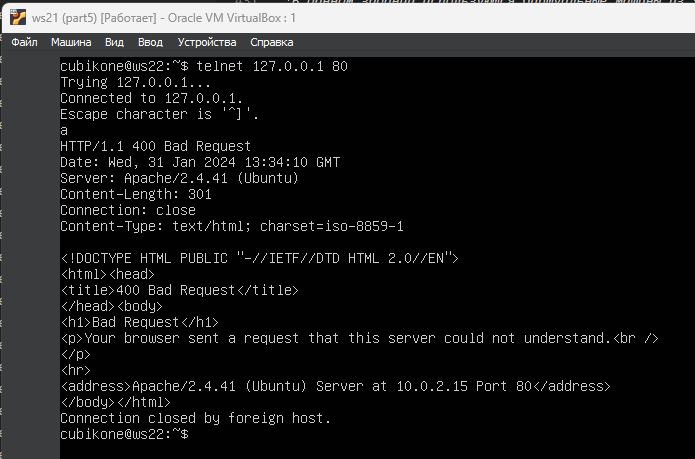 ws21 (part5) [Работает] - Oracle VM VirtualBox : 1
Файл Машина Вид Ввод Устройства Справка
cubikone@ws22:~$ telnet 127.0.0.1 80
Trying 127.0.0.1...
Connected to 127.0.0.1.
Escape character is '^]'.
a
HTTP/1.1 400 Bad Request
Date: Wed, 31 Jan 2024 13:34:10 GMT
Server: Apache/2.4.41 (Ubuntu)
Content-Length: 301
Connection: close
Content-Type: text/html; charset=iso-8859-1

<!DOCTYPE HTML PUBLIC "-//IETF//DTD HTML 2.0//EN">
<html><head>
<title>400 Bad Request</title>
</head><body>
<h1>Bad Request</h1>
<p>Your browser sent a request that this server could not understand.<br />
</p>
<hr>
<address>Apache/2.4.41 (Ubuntu) Server at 10.0.2.15 Port 80</address>
</body></html>
Connection closed by foreign host.
cubikone@ws22:~$